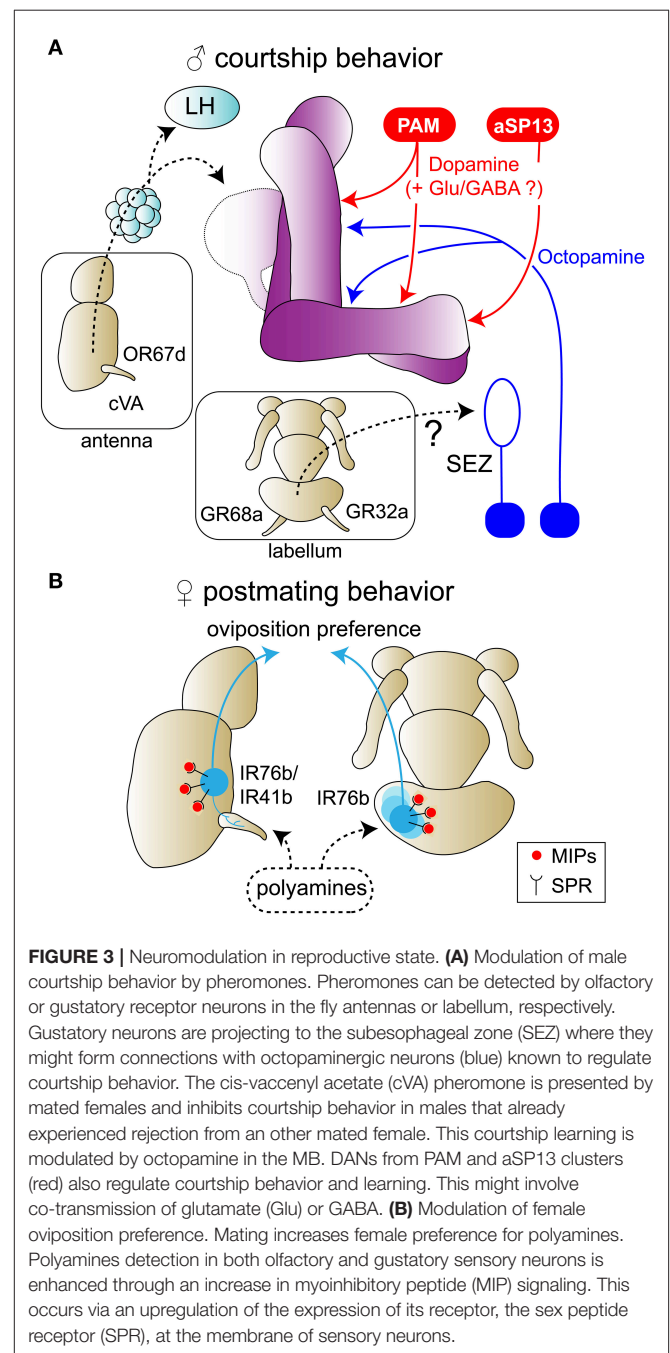 A
♂ courtship behavior
LH
PAM
aSP13
Dopamine
(+ Glu/GABA ?)
Octopamine
OR67d
cVA
antenna
?
SEZ
GR68a
GR32a
labellum
B
♀ postmating behavior
oviposition preference
IR76b/
IR41b
IR76b
polyamines
MIPs
SPR
FIGURE 3 | Neuromodulation in reproductive state. (A) Modulation of male
courtship behavior by pheromones. Pheromones can be detected by olfactory
or gustatory receptor neurons in the fly antennas or labellum, respectively.
Gustatory neurons are projecting to the subesophageal zone (SEZ) where they
might form connections with octopaminergic neurons (blue) known to regulate
courtship behavior. The cis-vaccenyl acetate (cVA) pheromone is presented by
mated females and inhibits courtship behavior in males that already
experienced rejection from an other mated female. This courtship learning is
modulated by octopamine in the MB. DANs from PAM and aSP13 clusters
(red) also regulate courtship behavior and learning. This might involve
co-transmission of glutamate (Glu) or GABA. (B) Modulation of female
oviposition preference. Mating increases female preference for polyamines.
Polyamines detection in both olfactory and gustatory sensory neurons is
enhanced through an increase in myoinhibitory peptide (MIP) signaling. This
occurs via an upregulation of the expression of its receptor, the sex peptide
receptor (SPR), at the membrane of sensory neurons.